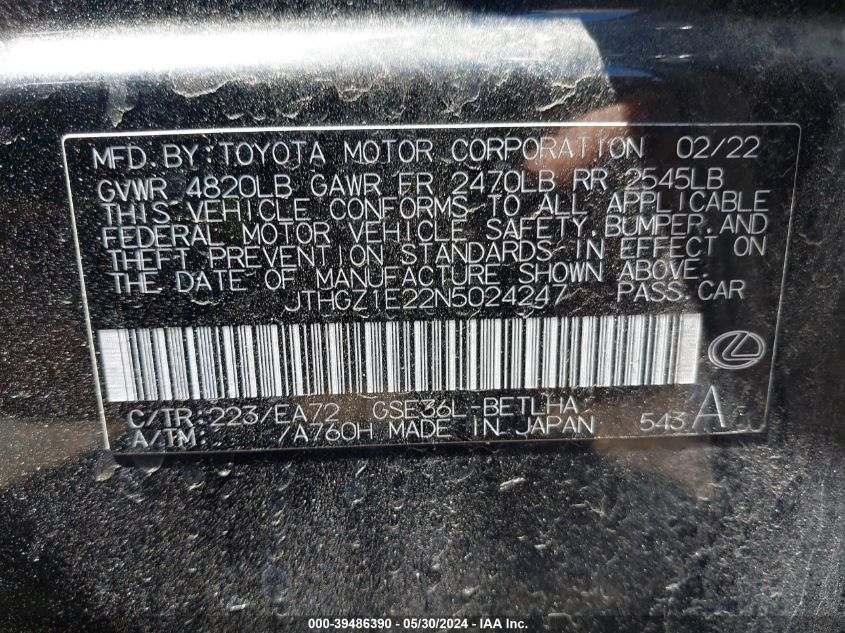 MFD.BY:TOYOTA MOTOR CORPORATION 02/22
GVWR 4820LB GAWR FR 2470LB RR 2545LB
THIS VEHICLE CONFORMS TO ALL APPLICABLE
FEDERAL MOTOR VEHICLE SAFETY,BUMPER,AND
THEFT PREVENTION STANDARDS IN EFFECT ON
THE DATE OF MANUFACTURE SHOWN ABOVE.
JTHGZ1E22N5024247 PASS.CAR
C/TR:223/EA72 GSE36L-BETLHA
A/TM: /A760H MADE IN JAPAN 543 A
000-39486390 - 05/30/2024 - IAA Inc.